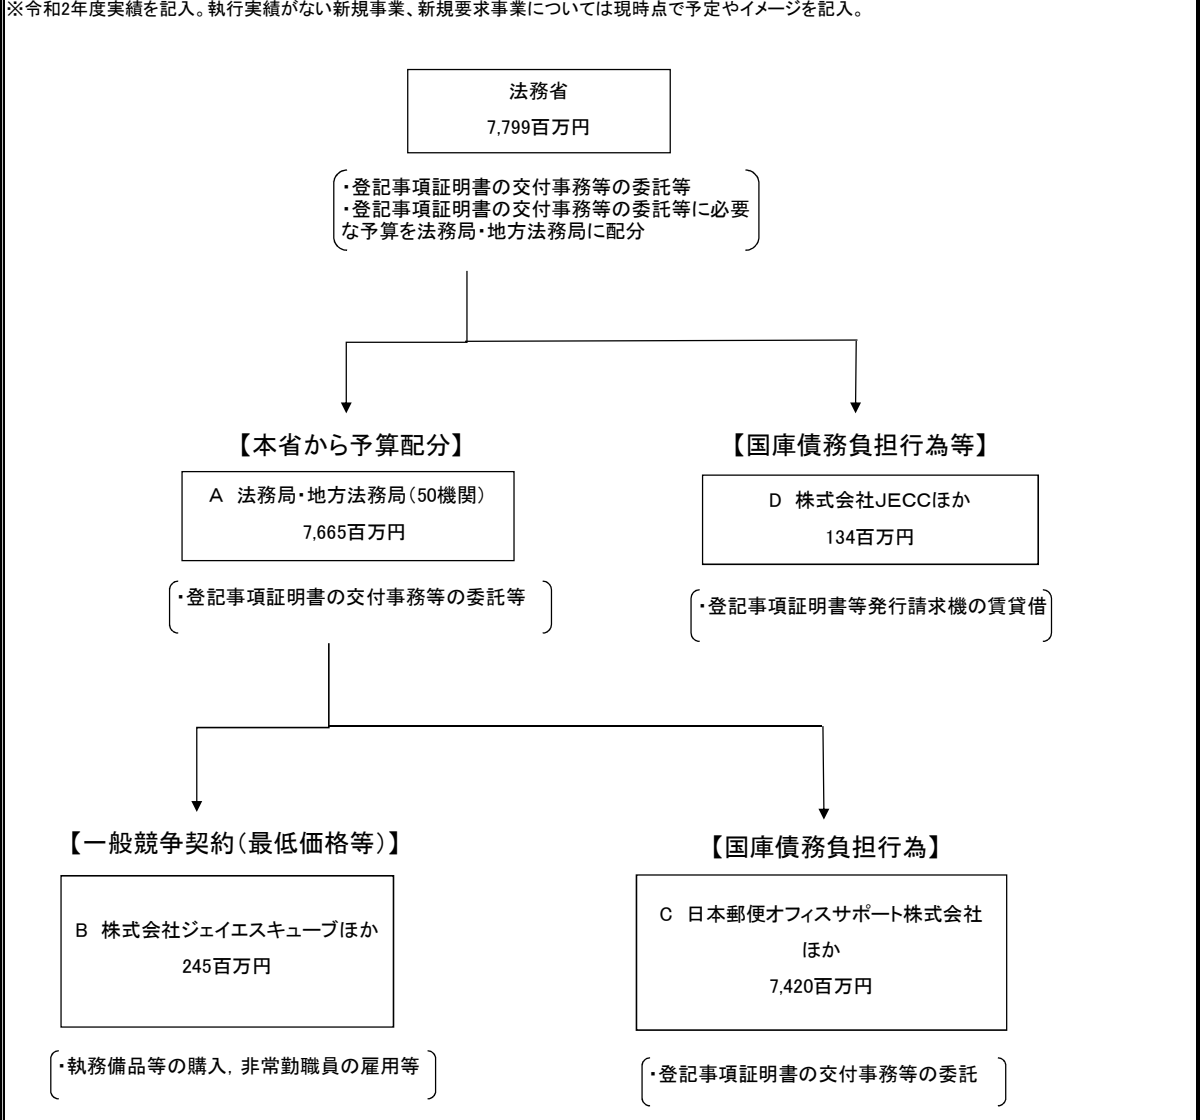 ※令和2年度実績を記入。執行実績がない新規事業、新規要求事業については現時点で予定やイメージを記入。
法務省
7,799百万円
・登記事項証明書の交付事務等の委託等
・登記事項証明書の交付事務等の委託等に必要
な予算を法務局・地方法務局に配分
【本省から予算配分】
【国庫債務負担行為等】
A 法務局・地方法務局(50機関)
7,665百万円
D 株式会社JECCほか
134百万円
・登記事項証明書の交付事務等の委託等
・登記事項証明書等発行請求機の賃貸借
【一般競争契約(最低価格等)】
【国庫債務負担行為】
B 株式会社ジェイエスキューブほか
245百万円
C 日本郵便オフィスサポート株式会社
ほか
7,420百万円
・執務備品等の購入，非常勤職員の雇用等
・登記事項証明書の交付事務等の委託